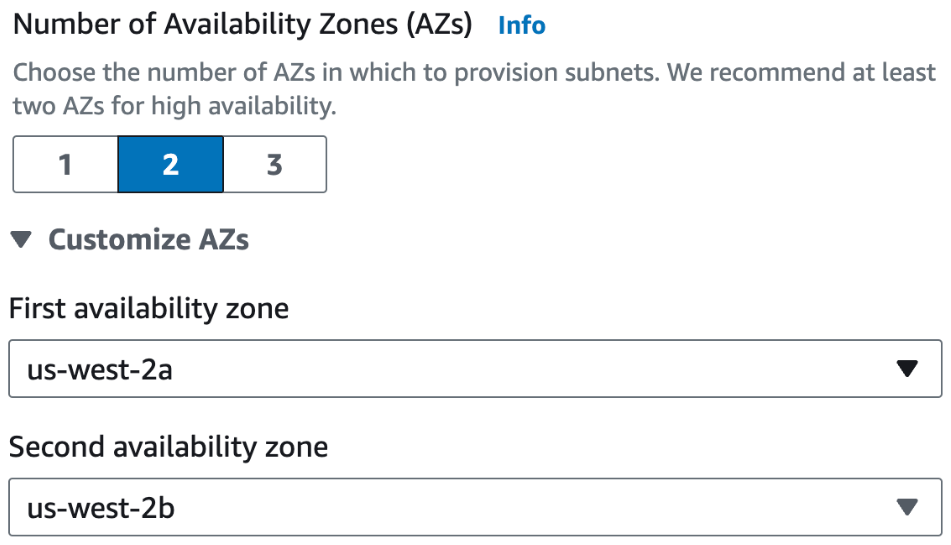 Number of Availability Zones (AZs) Info
Choose the number of AZs in which to provision subnets. We recommend at least
two AZs for high availability.
1 2 3
Customize AZs
First availability zone
us-west-2a
Second availability zone
us-west-2b